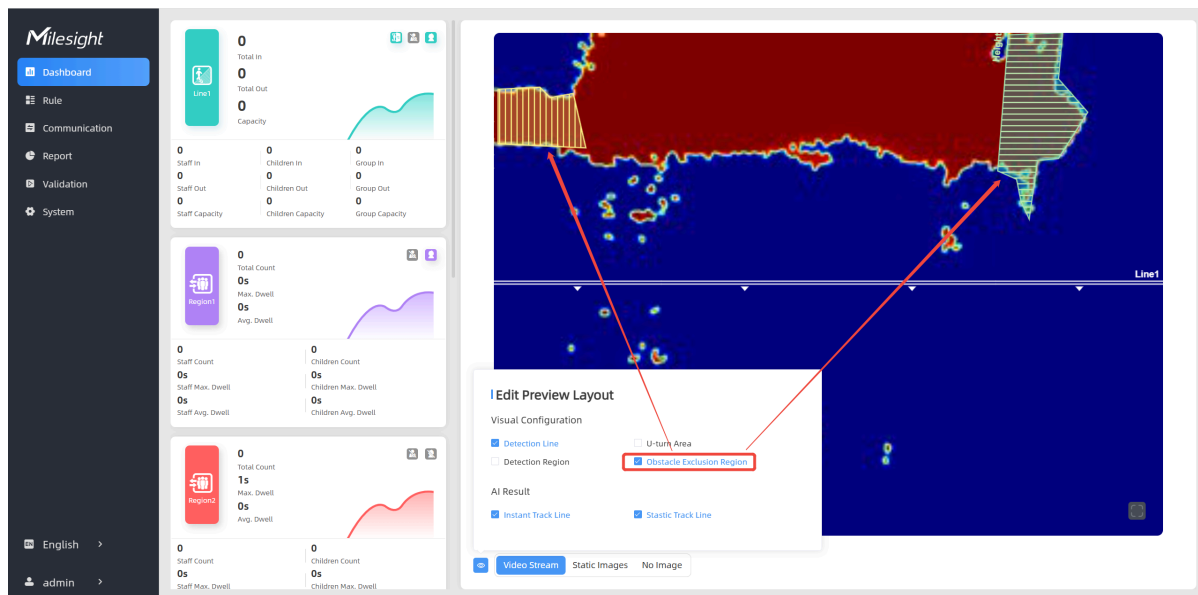 Milesight
Dashboard
Rule
Communication
Report
Validation
System
EN English >
admin >
Line1
0
Total In
0
Total Out
0
Capacity
0 0 0
Staff In Children In Group In
0 0 0
Staff Out Children Out Group Out
0 0 0
Staff Capacity Children Capacity Group Capacity
Region1
0
Total Count
0s
Max. Dwell
0s
Avg. Dwell
0 0
Staff Count Children Count
0s 0s
Staff Max. Dwell Children Max. Dwell
0s 0s
Staff Avg. Dwell Children Avg. Dwell
Region2
0
Total Count
1s
Max. Dwell
0s
Avg. Dwell
0 0
Staff Count Children Count
0s 0s
Staff Max. Dwell Children Max. Dwell
Height
Line1
Edit Preview Layout
Visual Configuration
Detection Line U-turn Area
Detection Region Obstacle Exclusion Region
AI Result
Instant Track Line Stastic Track Line
Video Stream Static Images No Image